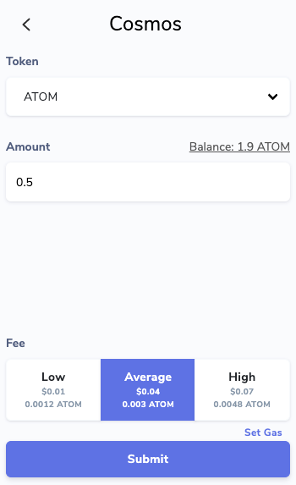 Cosmos
Token
ATOM
Amount Balance: 1.9 ATOM
0.5
Fee
Low Average High
$0.01 $0.04 $0.07
0.0012 ATOM 0.003 ATOM 0.0048 ATOM
Set Gas
Submit